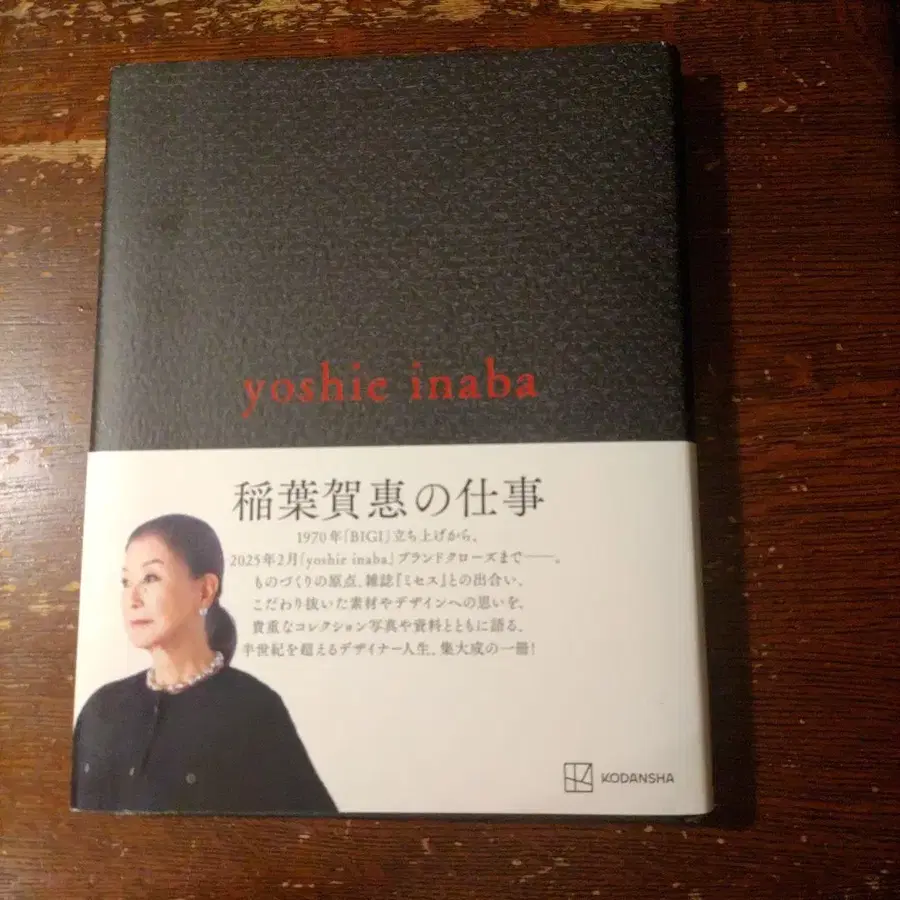 yoshie inaba
稲葉賀惠の仕事
1970年「BIGI」立ち上げから、
2025年2月「yoshie inaba」ブランドクローズまで――。
ものづくりの原点、雑誌『ミセス』との出合い、
こだわり抜いた素材やデザインへの思いを、
貴重なコレクション写真や資料とともに語る、
半世紀を超えるデザイナー人生、集大成の一冊!
KODANSHA